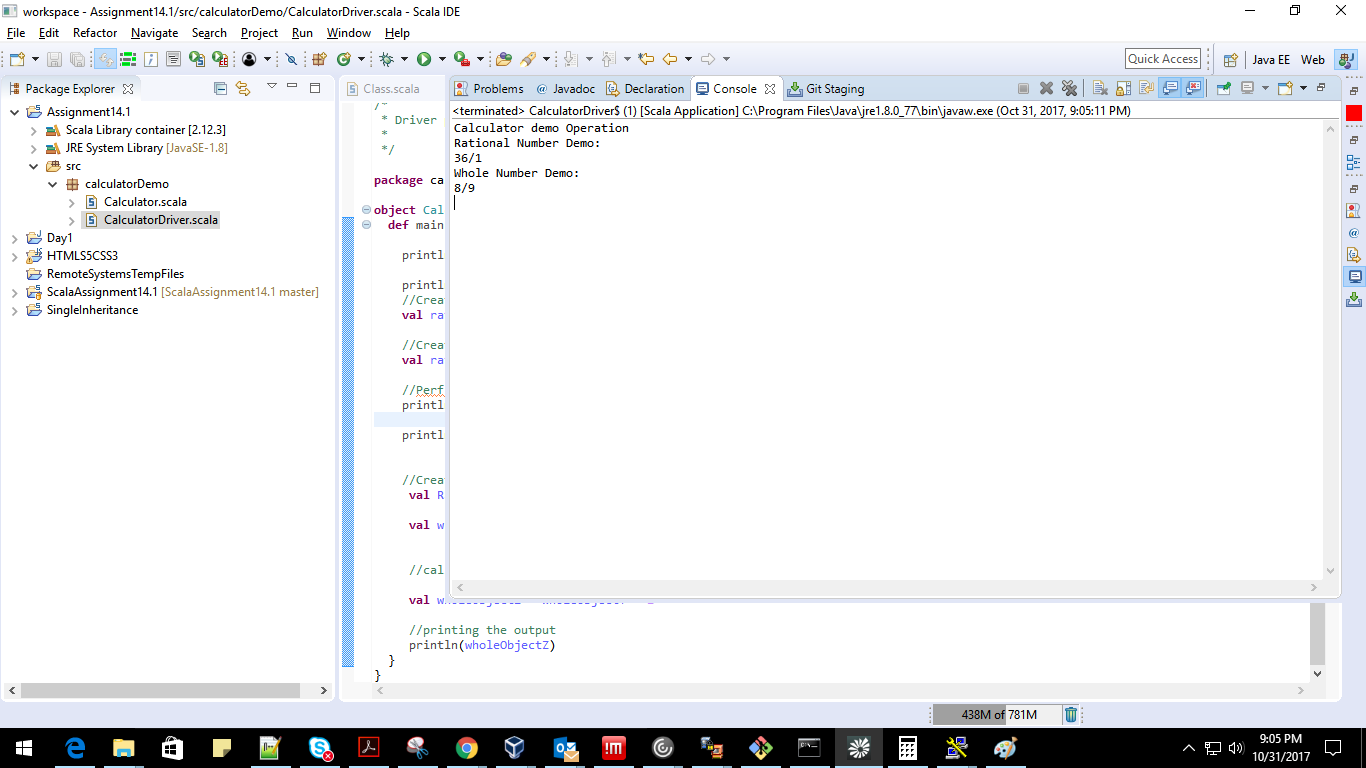 workspace - Assignment14.1/src/calculatorDemo/CalculatorDriver.scala - Scala IDE
File Edit Refactor Navigate Search Project Run Window Help
Quick Access
Java EE
Web
Package Explorer
Assignment14.1
Scala Library container [2.12.3]
JRE System Library [JavaSE-1.8]
src
calculatorDemo
Calculator.scala
CalculatorDriver.scala
Day1
HTMLS5CSS3
RemoteSystemsTempFiles
ScalaAssignment14.1 [ScalaAssignment14.1 master]
SingleInheritance
Class.scala
/*
* Driver
*
*/
package ca
object Cal
def main
printl
printl
//Crea
val ra
//Crea
val ra
//Perf
printl
printl
//Crea
val R
val w
//cal
val w
//printing the output
println(wholeObjectZ)
}
}
Problems @ Javadoc Declaration Console Git Staging
<terminated> CalculatorDriver$ (1) [Scala Application] C:\Program Files\Java\jre1.8.0_77\bin\javaw.exe (Oct 31, 2017, 9:05:11 PM)
Calculator demo Operation
Rational Number Demo:
36/1
Whole Number Demo:
8/9
438M of 781M
9:05 PM
10/31/2017